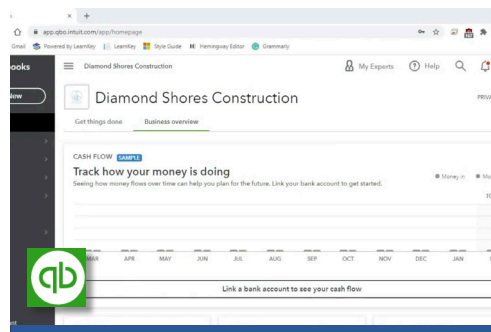 app.qbo.intuit.com/app/homepage
Gmail Powered by LearnKey LearnKey Style Guide Hemingway Editor Grammarly
ooks Diamond Shores Construction My Experts Help
New Diamond Shores Construction PRIVA
Get things done Business overview
CASH FLOW SAMPLE
Track how your money is doing
Seeing how money flows over time can help you plan for the future. Link your bank account to get started.
Money in Mo
TO
MAR APR MAY JUN JUL AUG SEP OCT NOV DEC JAN
Link a bank account to see your cash flow
qb